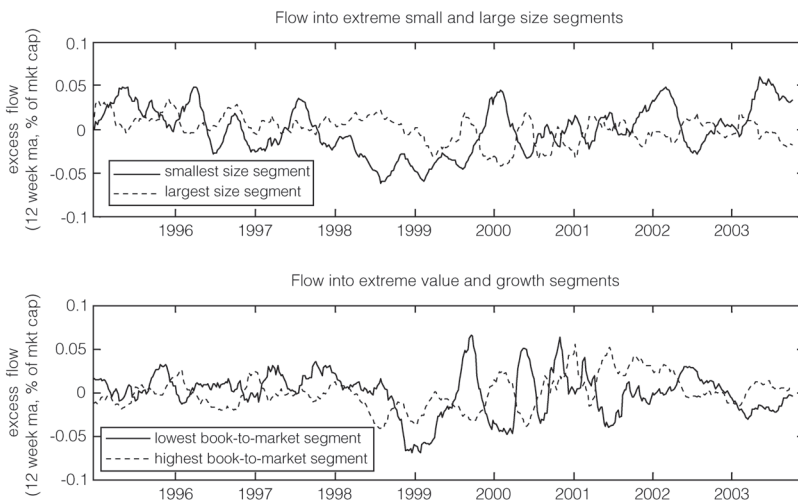 Flow into extreme small and large size segments
excess flow
(12 week ma, % of mkt cap)
0.1
0.05
0
-0.05
-0.1
smallest size segment
largest size segment
1996 1997 1998 1999 2000 2001 2002 2003
Flow into extreme value and growth segments
excess flow
(12 week ma, % of mkt cap)
0.1
0.05
0
-0.05
-0.1
lowest book-to-market segment
highest book-to-market segment
1996 1997 1998 1999 2000 2001 2002 2003